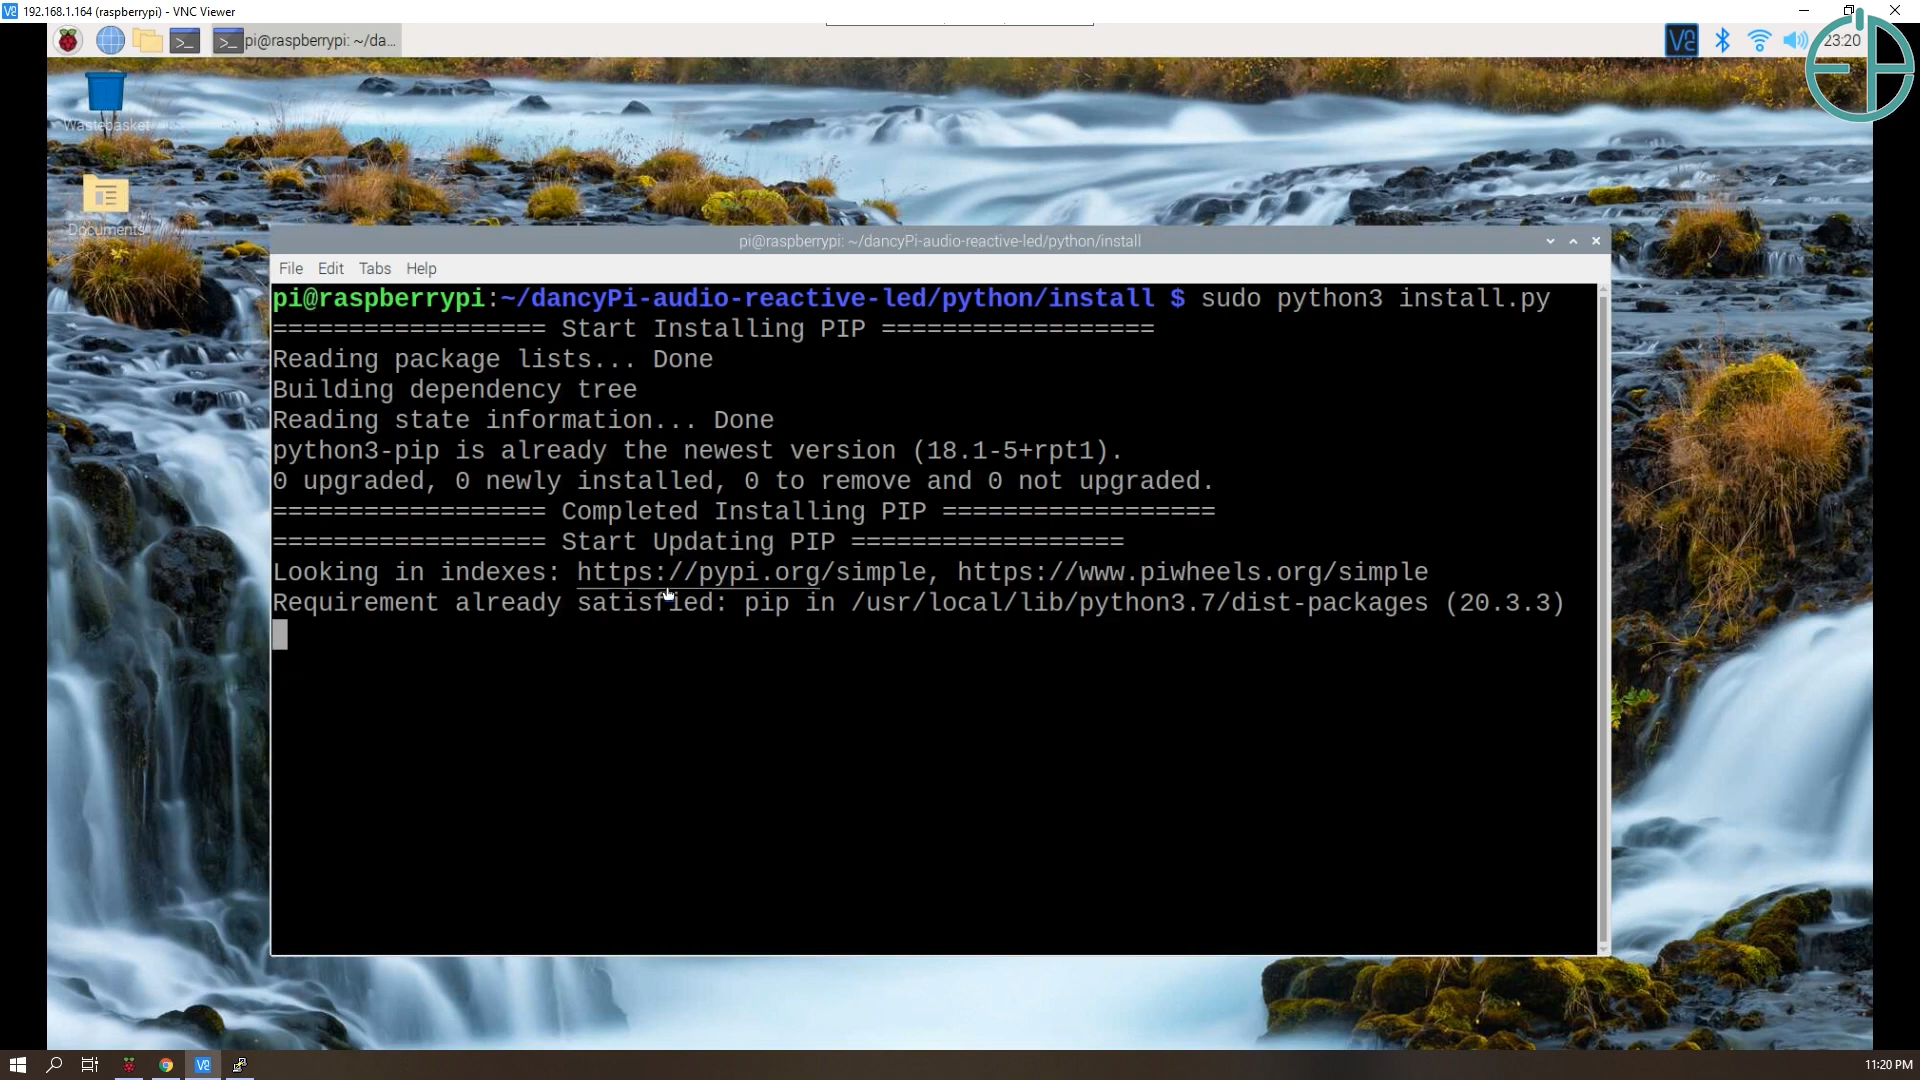 192.168.1.164 (raspberrypi) - VNC Viewer
pi@raspberrypi: ~/da...
23:20
Wastebasket
Documents
pi@raspberrypi: ~/dancyPi-audio-reactive-led/python/install
File Edit Tabs Help
pi@raspberrypi:~/dancyPi-audio-reactive-led/python/install $ sudo python3 install.py
================== Start Installing PIP ==================
Reading package lists... Done
Building dependency tree
Reading state information... Done
python3-pip is already the newest version (18.1-5+rpt1).
0 upgraded, 0 newly installed, 0 to remove and 0 not upgraded.
================== Completed Installing PIP ==================
================== Start Updating PIP ==================
Looking in indexes: https://pypi.org/simple, https://www.piwheels.org/simple
Requirement already satisfied: pip in /usr/local/lib/python3.7/dist-packages (20.3.3)
11:20 PM